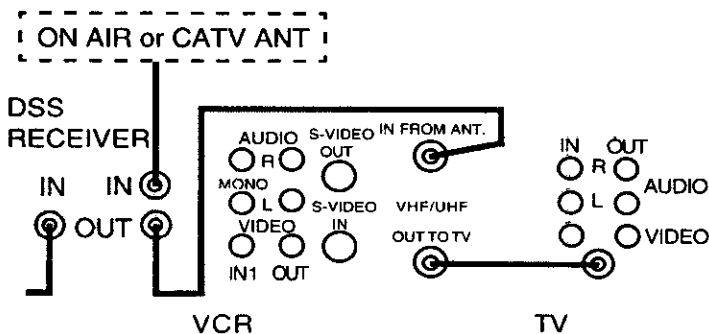 ON AIR or CATV ANT
DSS
RECEIVER
IN IN
OUT
AUDIO
R
MONO
L
VIDEO
IN1 OUT
S-VIDEO
OUT
S-VIDEO
IN
IN FROM ANT.
VHF/UHF
OUT TO TV
IN OUT
R
L
AUDIO
VIDEO
VCR
TV